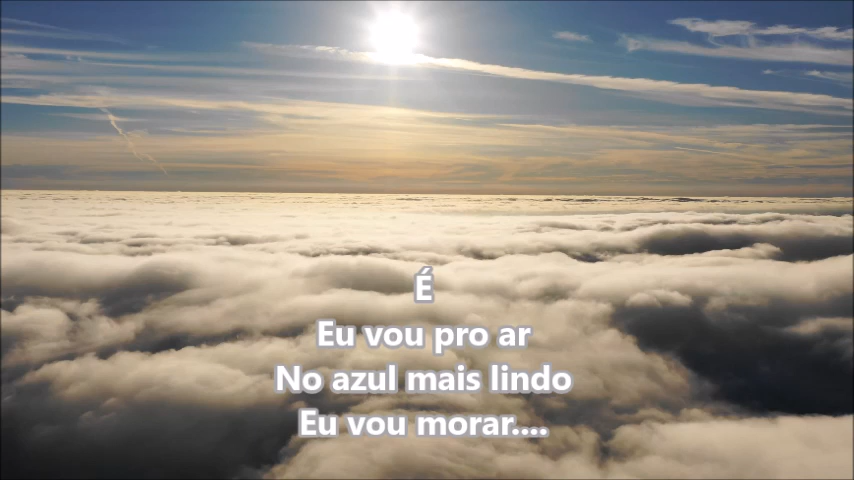 É
Eu vou pro ar
No azul mais lindo
Eu vou morar....